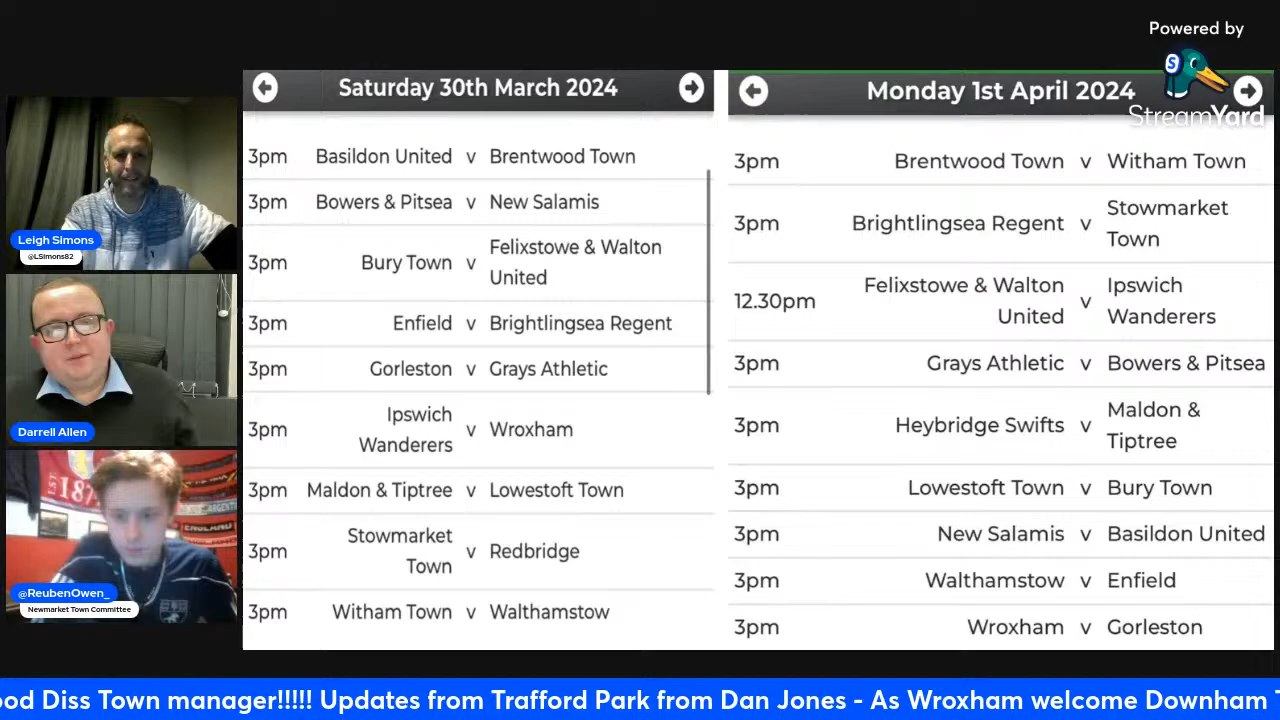 Powered by
StreamYard
Saturday 30th March 2024
3pm Basildon United v Brentwood Town
3pm Bowers & Pitsea v New Salamis
3pm Bury Town v Felixstowe & Walton United
3pm Enfield v Brightlingsea Regent
3pm Gorleston v Grays Athletic
3pm Ipswich Wanderers v Wroxham
3pm Maldon & Tiptree v Lowestoft Town
3pm Stowmarket Town v Redbridge
3pm Witham Town v Walthamstow
Monday 1st April 2024
3pm Brentwood Town v Witham Town
3pm Brightlingsea Regent v Stowmarket Town
12.30pm Felixstowe & Walton United v Ipswich Wanderers
3pm Grays Athletic v Bowers & Pitsea
3pm Heybridge Swifts v Maldon & Tiptree
3pm Lowestoft Town v Bury Town
3pm New Salamis v Basildon United
3pm Walthamstow v Enfield
3pm Wroxham v Gorleston
Leigh Simons
@LSimons82
Darrell Allen
EST 187
ENGLAND
@ReubenOwen_
Newmarket Town Committee
ood Diss Town manager!!!!! Updates from Trafford Park from Dan Jones - As Wroxham welcome Downham T